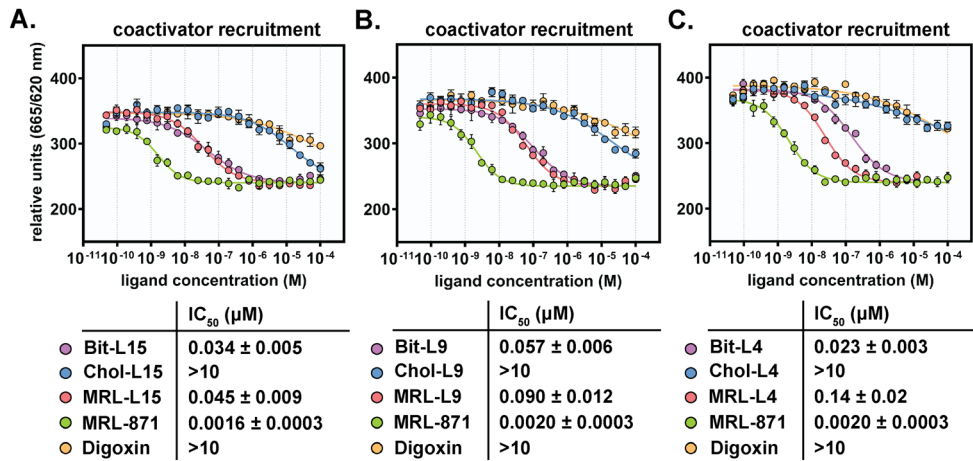 A.
coactivator recruitment
relative units (665/620 nm)
400
300
200
10-11 10-10 10-9 10-8 10-7 10-6 10-5 10-4
ligand concentration (M)
IC50 (µM)
Bit-L15 0.034 ± 0.005
Chol-L15 >10
MRL-L15 0.045 ± 0.009
MRL-871 0.0016 ± 0.0003
Digoxin >10
B.
coactivator recruitment
400
300
200
10-11 10-10 10-9 10-8 10-7 10-6 10-5 10-4
ligand concentration (M)
IC50 (µM)
Bit-L9 0.057 ± 0.006
Chol-L9 >10
MRL-L9 0.090 ± 0.012
MRL-871 0.0020 ± 0.0003
Digoxin >10
C.
coactivator recruitment
400
300
200
10-11 10-10 10-9 10-8 10-7 10-6 10-5 10-4
ligand concentration (M)
IC50 (µM)
Bit-L4 0.023 ± 0.003
Chol-L4 >10
MRL-L4 0.14 ± 0.02
MRL-871 0.0020 ± 0.0003
Digoxin >10